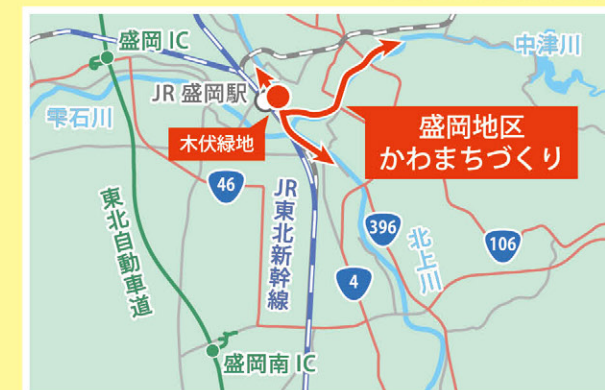 盛岡 IC
中津川
JR 盛岡駅
雫石川
木伏緑地
盛岡地区
かわまちづくり
46
JR東北新幹線
396
北上川
106
東北自動車道
4
盛岡南 IC